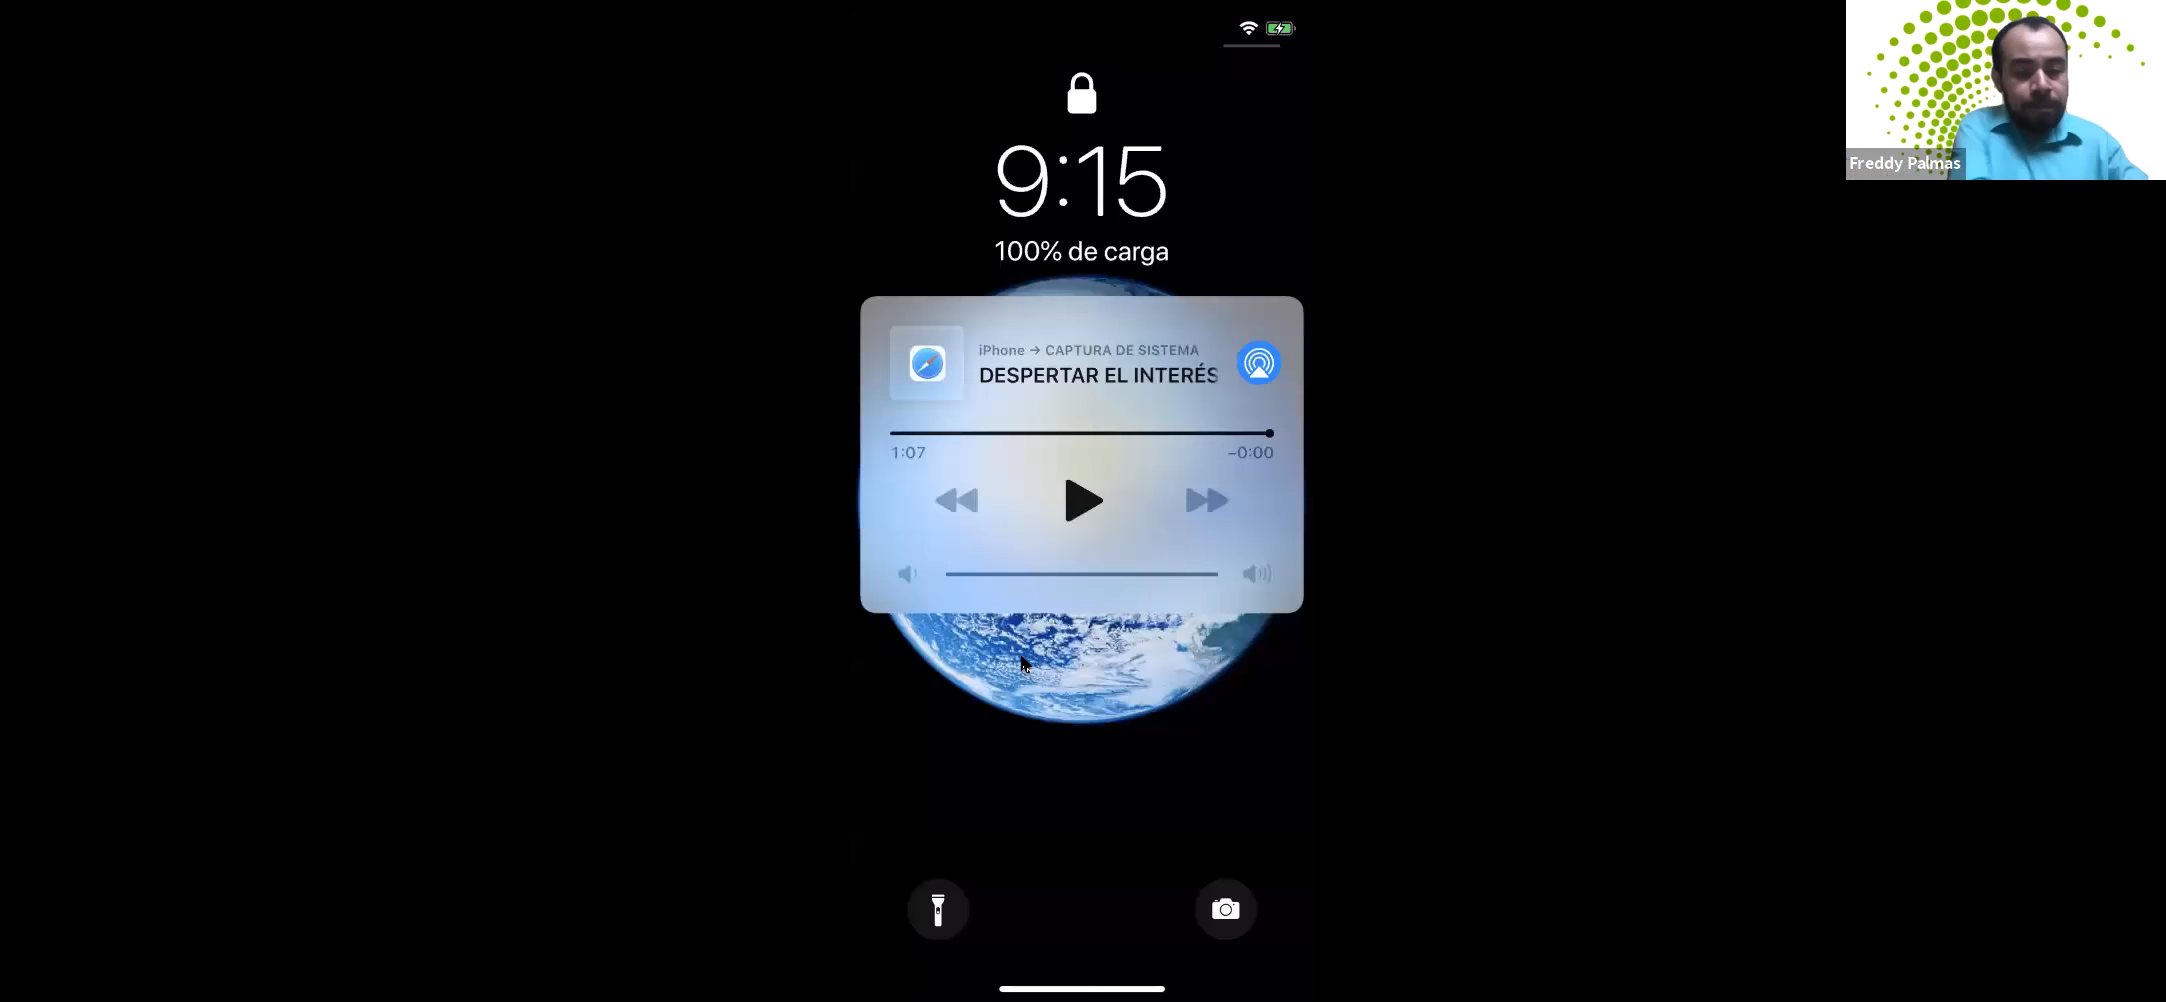 9:15
100% de carga
iPhone → CAPTURA DE SISTEMA
DESPERTAR EL INTERÉS
1:07
−0:00
Freddy Palmas